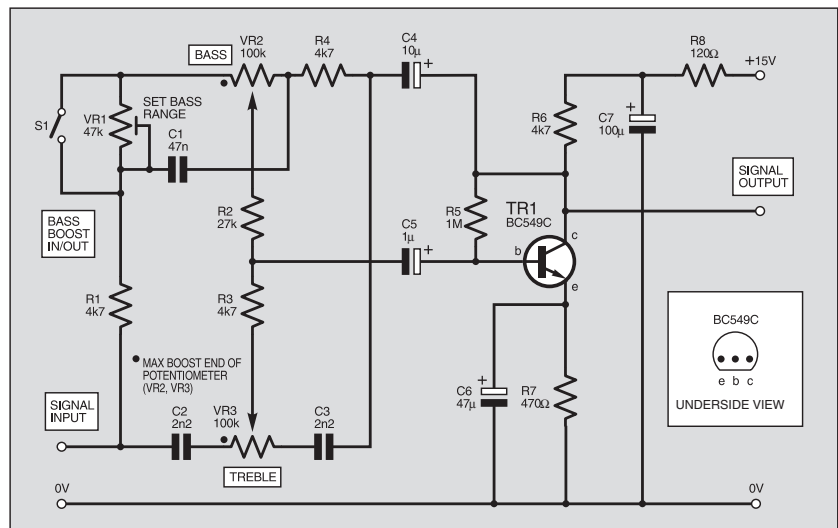 BASS
VR2
100k
R4
4k7
C4
10µ
+
R8
120Ω
+15V
S1
VR1
47k
SET BASS
RANGE
C1
47n
R6
4k7
+
C7
100µ
SIGNAL
OUTPUT
BASS
BOOST
IN/OUT
R2
27k
C5
1µ
+
R5
1M
TR1
BC549C
c
b
e
R1
4k7
R3
4k7
MAX BOOST END OF
POTENTIOMETER
(VR2, VR3)
BC549C
e b c
UNDERSIDE VIEW
SIGNAL
INPUT
C2
2n2
VR3
100k
C3
2n2
TREBLE
+
C6
47µ
R7
470Ω
0V
0V